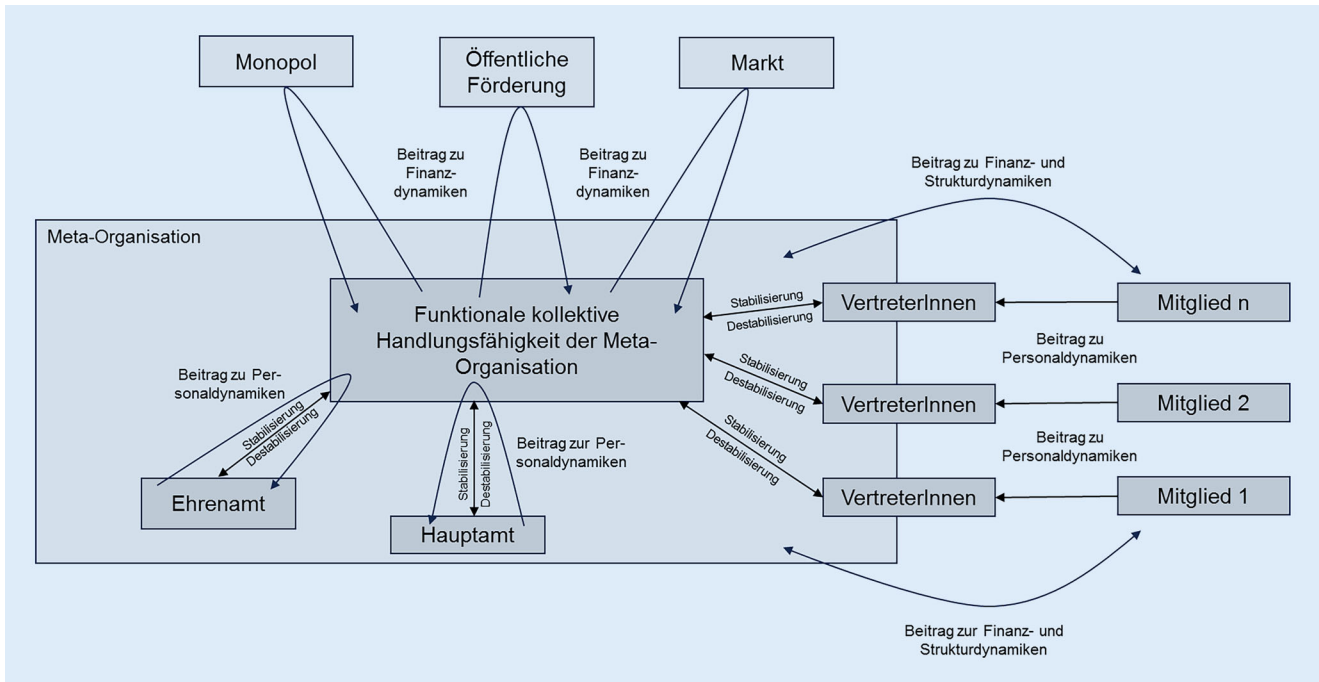 Monopol
Öffentliche
Förderung
Markt
Beitrag zu
Finanz-
dynamiken
Beitrag zu
Finanz-
dynamiken
Beitrag zu Finanz- und
Strukturdynamiken
Meta-Organisation
Funktionale kollektive
Handlungsfähigkeit der Meta-
Organisation
Stabilisierung
Destabilisierung
VertreterInnen
Mitglied n
Beitrag zu
Personaldynamiken
Stabilisierung
Destabilisierung
VertreterInnen
Mitglied 2
Beitrag zu
Personaldynamiken
Stabilisierung
Destabilisierung
VertreterInnen
Mitglied 1
Beitrag zu Per-
sonaldynamiken
Stabilisierung
Destabilisierung
Ehrenamt
Stabilisierung
Destabilisierung
Beitrag zur Per-
sonaldynamiken
Hauptamt
Beitrag zur Finanz- und
Strukturdynamiken